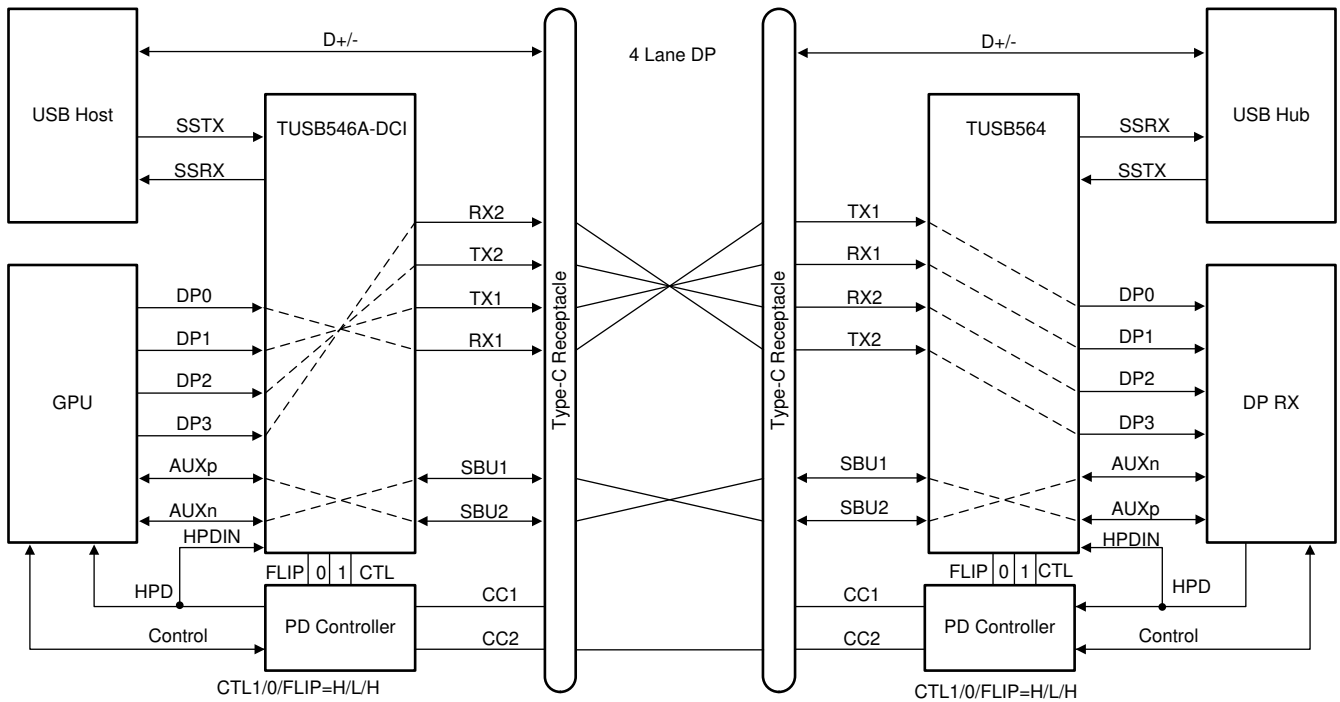 D+/-
4 Lane DP
D+/-
USB Host
TUSB546A-DCI
TUSB564
USB Hub
SSTX
SSRX
SSRX
SSTX
RX2
TX2
TX1
RX1
TX1
RX1
RX2
TX2
Type-C Receptacle
Type-C Receptacle
GPU
DP0
DP1
DP2
DP3
AUXp
AUXn
SBU1
SBU2
SBU1
SBU2
DP0
DP1
DP2
DP3
AUXn
AUXp
DP RX
HPDIN
HPDIN
FLIP 0 1 CTL
FLIP 0 1 CTL
HPD
HPD
Control
Control
PD Controller
PD Controller
CC1
CC2
CC1
CC2
CTL1/0/FLIP=H/L/H
CTL1/0/FLIP=H/L/H